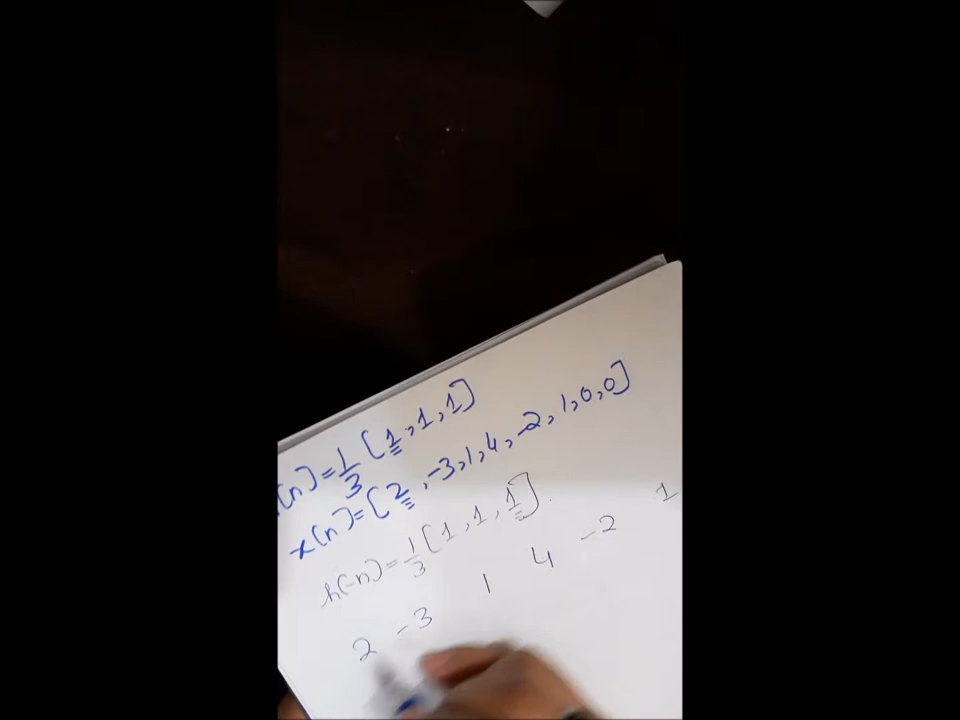 (n) = 1/3 [1, 1, 1]
x(n) = [2, -3, 1, 4, -2, 1, 0, 0]
h(-n) = 1/3 [1, 1, 1].
2 -3 1 4 -2 1